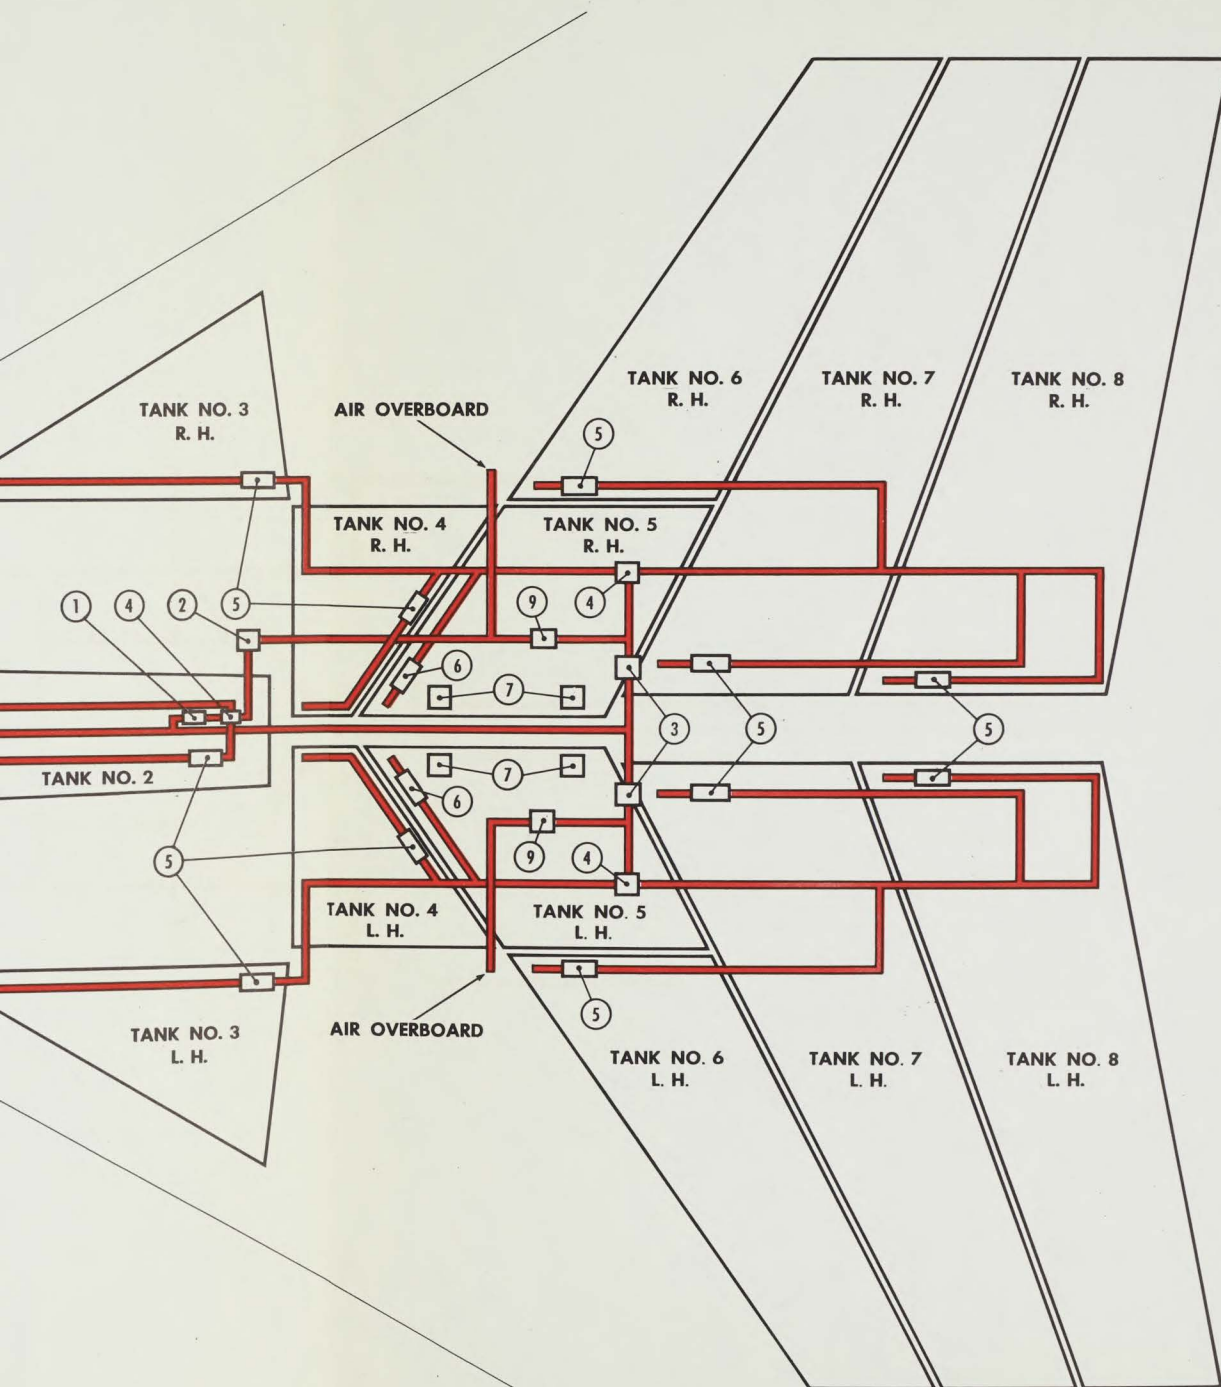 TANK NO. 6
R. H.
TANK NO. 7
R. H.
TANK NO. 8
R. H.
TANK NO. 3
R. H.
AIR OVERBOARD
5
TANK NO. 4
R. H.
TANK NO. 5
R. H.
1
4
2
5
9
4
6
7
3
5
5
TANK NO. 2
7
6
5
9
4
TANK NO. 4
L. H.
TANK NO. 5
L. H.
5
AIR OVERBOARD
TANK NO. 3
L. H.
TANK NO. 6
L. H.
TANK NO. 7
L. H.
TANK NO. 8
L. H.